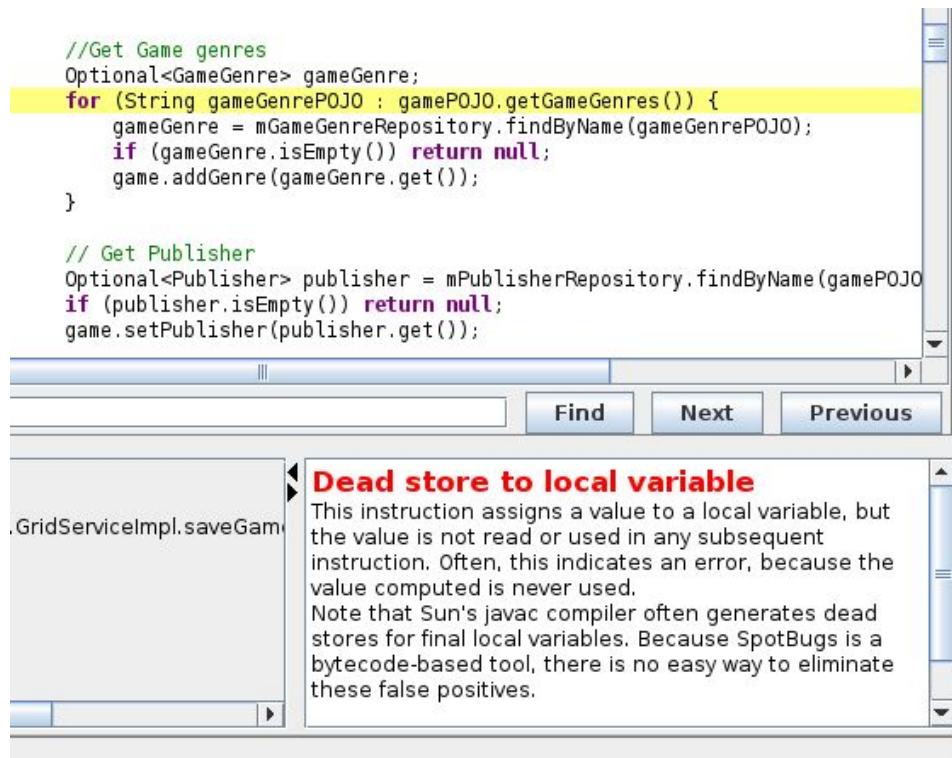 //Get Game genres
Optional<GameGenre> gameGenre;
for (String gameGenrePOJO : gamePOJO.getGameGenres()) {
    gameGenre = mGameGenreRepository.findByName(gameGenrePOJO);
    if (gameGenre.isEmpty()) return null;
    game.addGenre(gameGenre.get());
}
// Get Publisher
Optional<Publisher> publisher = mPublisherRepository.findByName(gamePOJO
if (publisher.isEmpty()) return null;
game.setPublisher(publisher.get());
Find Next Previous
.GridServiceImpl.saveGam
Dead store to local variable
This instruction assigns a value to a local variable, but
the value is not read or used in any subsequent
instruction. Often, this indicates an error, because the
value computed is never used.
Note that Sun's javac compiler often generates dead
stores for final local variables. Because SpotBugs is a
bytecode-based tool, there is no easy way to eliminate
these false positives.